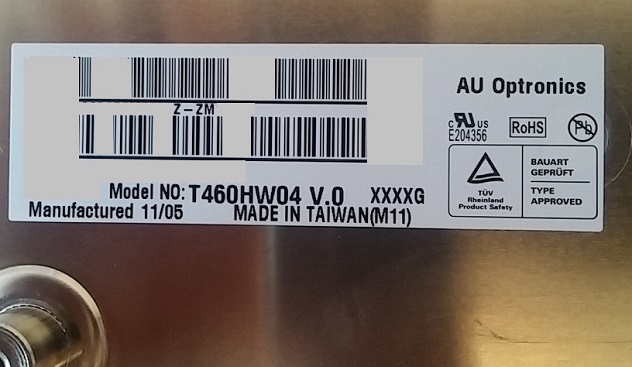 AU Optronics
Z-ZM
c RU US
E204356
RoHS
Pb
TÜV
Rheinland
Product Safety
BAUART
GEPRÜFT
TYPE
APPROVED
Model NO: T460HW04 V.0 XXXXG
Manufactured 11/05 MADE IN TAIWAN(M11)